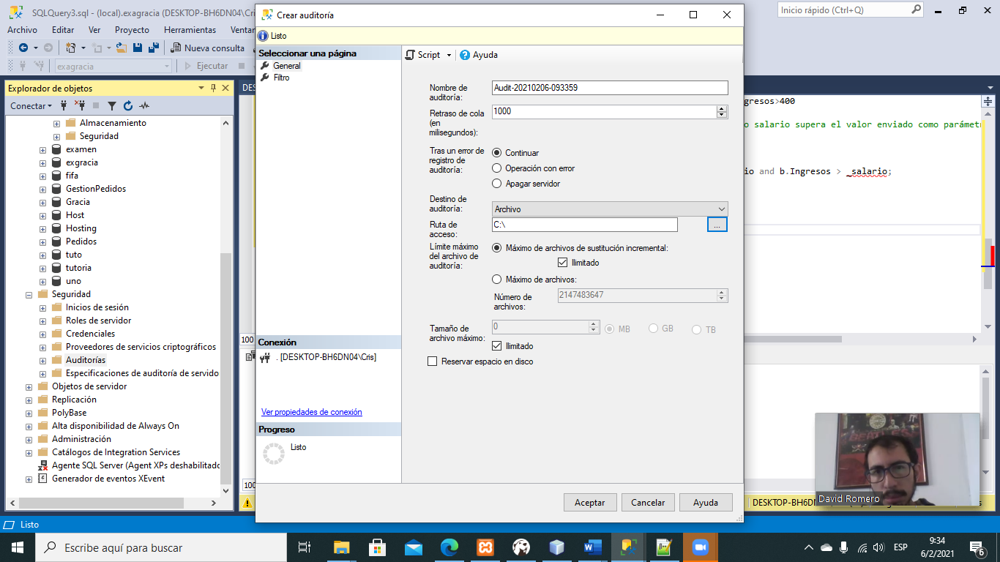 SQLQuery3.sql - (local).exagracia (DESKTOP-BH6DN04\Cris
Inicio rápido (Ctrl+Q)
Archivo Editar Ver Proyecto Herramientas Ventan
Nueva consulta
exagracia
Ejecutar
Explorador de objetos
Conectar
Almacenamiento
Seguridad
examen
exgracia
fifa
GestionPedidos
Gracia
Host
Hosting
Pedidos
tuto
tutoria
uno
Seguridad
Inicios de sesión
Roles de servidor
Credenciales
Proveedores de servicios criptográficos
Auditorías
Especificaciones de auditoría de servido
Objetos de servidor
Replicación
PolyBase
Alta disponibilidad de Always On
Administración
Catálogos de Integration Services
Agente SQL Server (Agent XPs deshabilitado
Generador de eventos XEvent
Listo
Crear auditoría
Listo
Seleccionar una página
General
Filtro
Conexión
. [DESKTOP-BH6DN04\Cris]
Ver propiedades de conexión
Progreso
Listo
Script
Ayuda
Nombre de
auditoría:
Audit-20210206-093359
Retraso de cola
(en
milisegundos):
1000
Tras un error de
registro de
auditoría:
Continuar
Operación con error
Apagar servidor
Destino de
auditoría:
Archivo
Ruta de
acceso:
C:\
...
Límite máximo
del archivo de
auditoría:
Máximo de archivos de sustitución incremental:
Ilimitado
Máximo de archivos:
Número de
archivos:
2147483647
Tamaño de
archivo máximo:
0
MB
GB
TB
Ilimitado
Reservar espacio en disco
Aceptar
Cancelar
Ayuda
DES
gresos>400
o salario supera el valor enviado como parámet
io and b.Ingresos > _salario;
100
100
DESKTOP-BH6DN
David Romero
Escribe aquí para buscar
ESP
9:34
6/2/2021
6